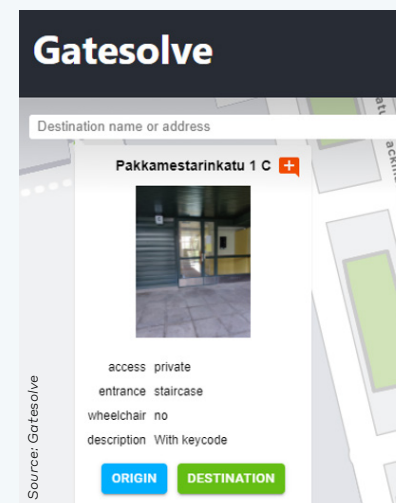 Gatesolve
Destination name or address
Pakkamestarinkatu 1 C
access private
entrance staircase
wheelchair no
description With keycode
ORIGIN DESTINATION
Source: Gatesolve